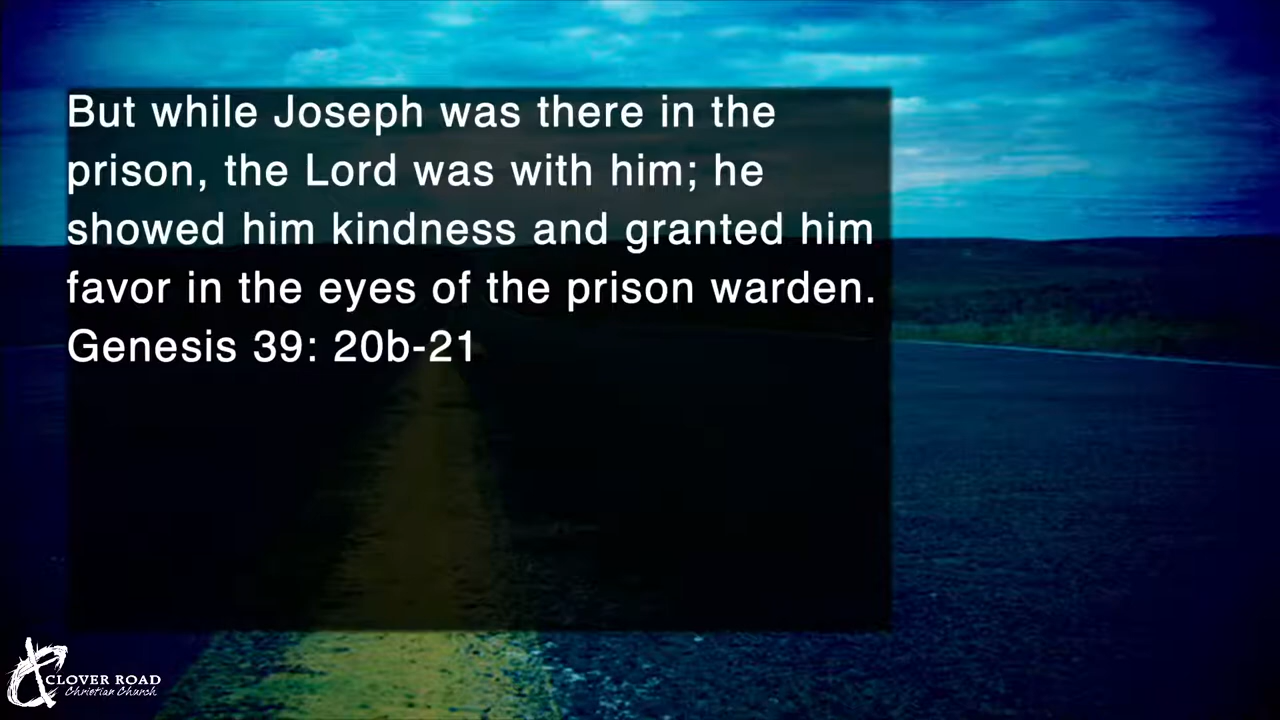 But while Joseph was there in the
prison, the Lord was with him; he
showed him kindness and granted him
favor in the eyes of the prison warden.
Genesis 39: 20b-21
CLOVER ROAD
Christian Church